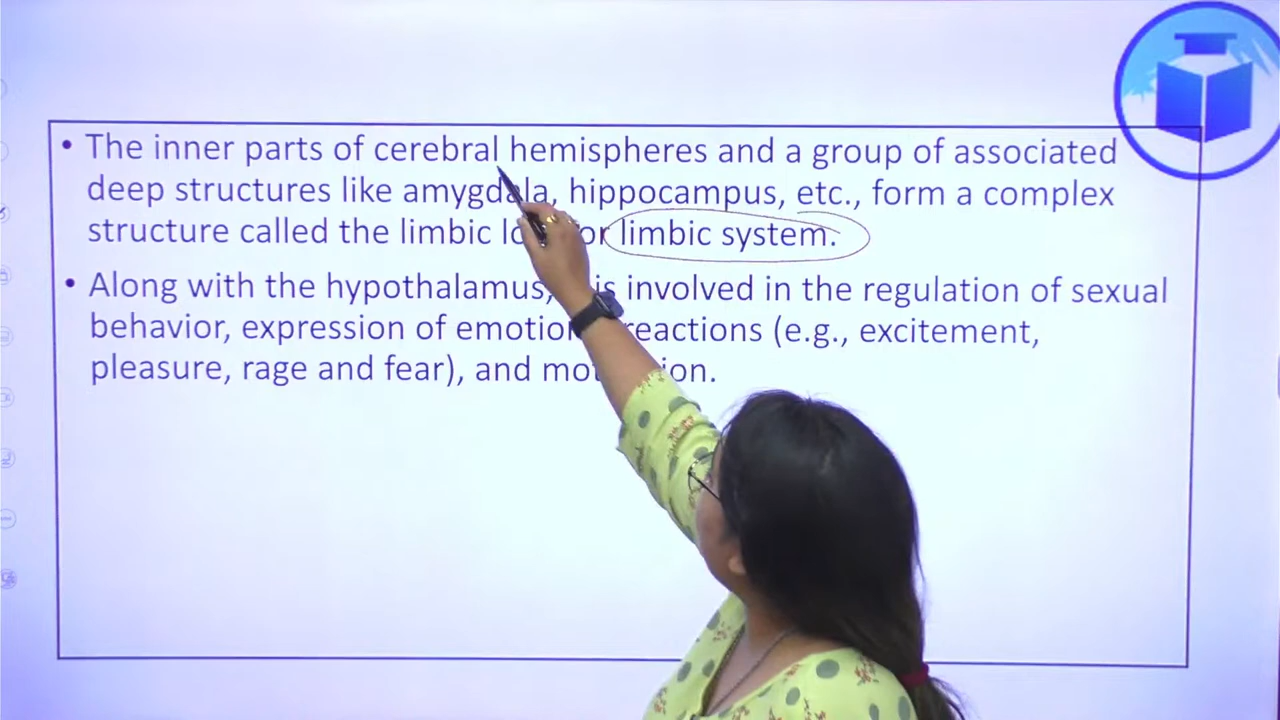 • The inner parts of cerebral hemispheres and a group of associated
deep structures like amygdala, hippocampus, etc., form a complex
structure called the limbic or limbic system.
• Along with the hypothalamus, is involved in the regulation of sexual
behavior, expression of reactions (e.g., excitement,
pleasure, rage and fear), and